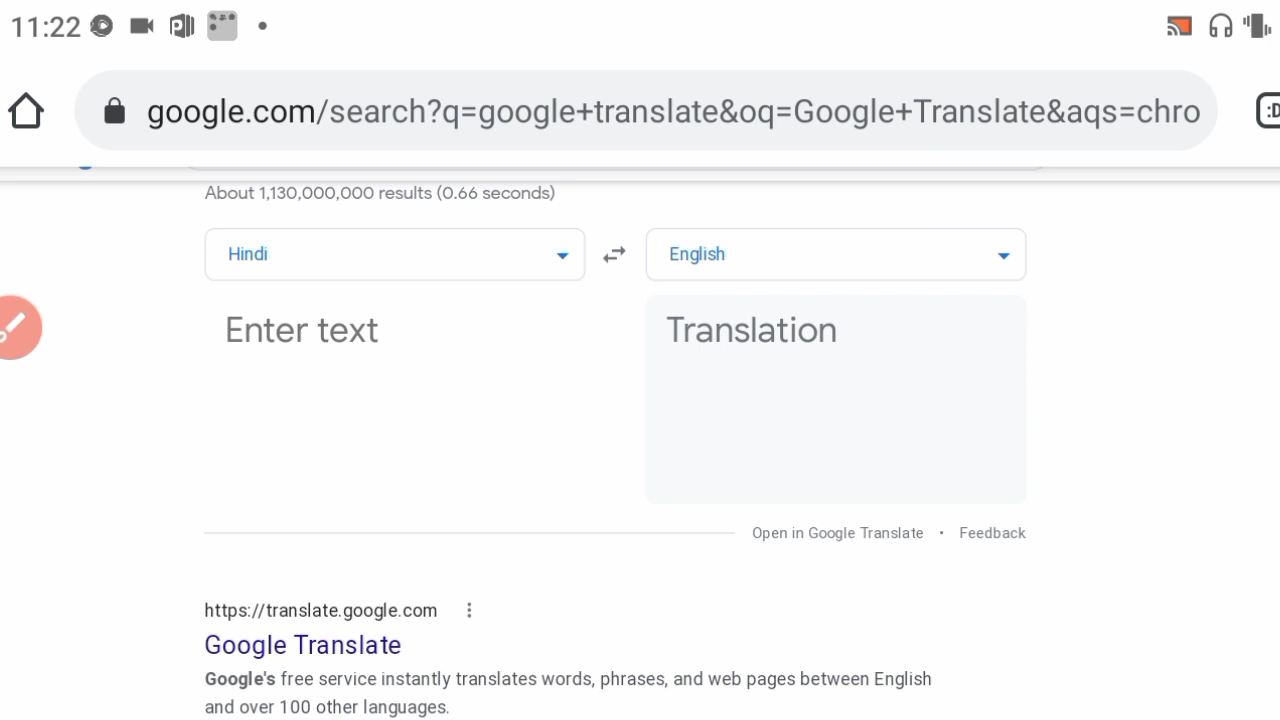 11:22
google.com/search?q=google+translate&oq=Google+Translate&aqs=chro
:D
About 1,130,000,000 results (0.66 seconds)
Hindi English
Enter text Translation
Open in Google Translate • Feedback
https://translate.google.com
Google Translate
Google's free service instantly translates words, phrases, and web pages between English
and over 100 other languages.